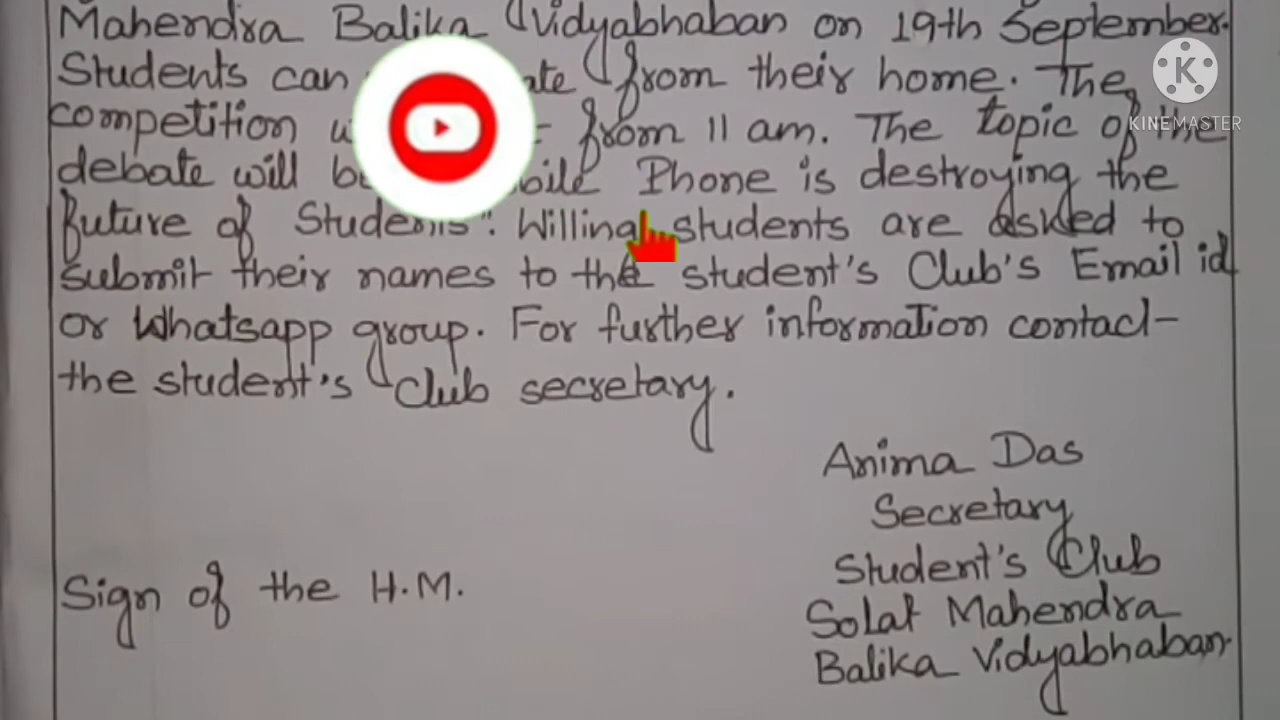 Mahendra Balika Vidyabhaban on 19th September.
Students can from their home. The
competition from 11 am. The topic of the
debate will Phone is destroying the
future of Students". Willing students are asked to
submit their names to the student's Club's Email id
or Whatsapp group. For further information contact
the student's Club secretary.
Anima Das
Secretary
Student's Club
Sign of the H.M.
Solat Mahendra
Balika Vidyabhaban.
KINEMASTER